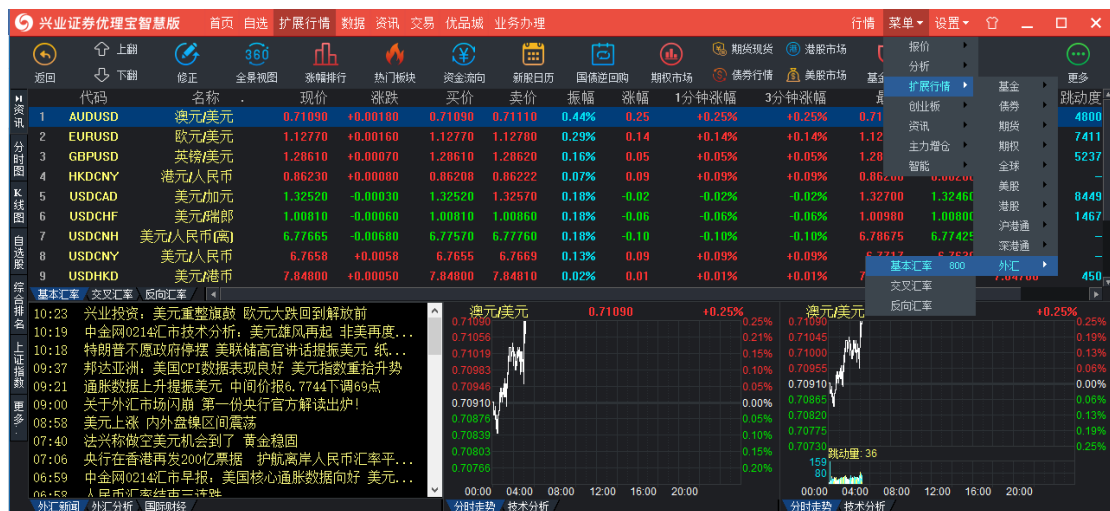 兴业证券优理宝智慧版 首页 自选 扩展行情 数据 资讯 交易 优品城 业务办理 行情 菜单 设置
上翻 360 期货现货 港股市场
返回 下翻 修正 全景视图 涨幅排行 热门板块 资金流向 新股日历 国债逆回购 期权市场 债券行情 美股市场 更多
代码 名称 现价 涨跌 买价 卖价 振幅 涨幅 1分钟涨幅 3分钟涨幅 跳动度
1 AUDUSD 澳元/美元 0.71090 +0.00180 0.71090 0.71110 0.44% 0.25 +0.25% +0.25% 4800
2 EURUSD 欧元/美元 1.12770 +0.00160 1.12770 1.12780 0.29% 0.14 +0.14% +0.14% 7411
3 GBPUSD 英镑/美元 1.28610 +0.00070 1.28610 1.28620 0.16% 0.05 +0.05% +0.05% 5237
4 HKDCNY 港元/人民币 0.86230 +0.00080 0.86208 0.86222 0.07% 0.09 +0.09% +0.09% 0.86200 0.00200 –
5 USDCAD 美元/加元 1.32520 -0.00030 1.32520 1.32570 0.18% -0.02 -0.02% -0.02% 1.32700 1.32460 8449
6 USDCHF 美元/瑞郎 1.00810 -0.00060 1.00810 1.00860 0.18% -0.06 -0.06% -0.06% 1.00980 1.00800 1467
7 USDCNH 美元/人民币(离) 6.77665 -0.00680 6.77570 6.77760 0.18% -0.10 -0.10% -0.10% 6.78675 6.77425 –
8 USDCNY 美元/人民币 6.7658 +0.0058 6.7655 6.7669 0.13% 0.09 +0.09% +0.09% –
9 USDHKD 美元/港币 7.84800 +0.00050 7.84800 7.84810 0.02% 0.01 +0.01% +0.01% 450
报价
分析
扩展行情
创业板
资讯
主力增仓
智能
基金
债券
期货
期权
全球
美股
港股
沪港通
深港通
外汇
基本汇率 800
交叉汇率
反向汇率
资讯
分时图
K线图
自选股
综合排名
上证指数
更多
基本汇率 交叉汇率 反向汇率
10:23 兴业投资：美元重整旗鼓 欧元大跌回到解放前
10:19 中金网0214汇市技术分析：美元雄风再起 非美再度...
10:18 特朗普不愿政府停摆 美联储高官讲话提振美元 纸...
09:37 邦达亚洲：美国CPI数据表现良好 美元指数重拾升势
09:21 通胀数据上升提振美元 中间价报6.7744下调69点
09:00 关于外汇市场闪崩 第一份央行官方解读出炉!
08:58 美元上涨 内外盘镍区间震荡
07:40 法兴称做空美元机会到了 黄金稳固
07:06 央行在香港再发200亿票据 护航离岸人民币汇率平...
06:59 中金网0214汇市早报：美国核心通胀数据向好 美元...
06:58 人民币汇率结束三连跌
外汇新闻 外汇分析 国际财经
澳元/美元 0.71090 +0.25%
0.71090 0.25%
0.71056 0.21%
0.71019 0.15%
0.70983 0.10%
0.70946 0.05%
0.70910 0.00%
0.70876 0.05%
0.70839 0.10%
0.70803 0.15%
0.70766 0.20%
00:00 04:00 08:00 12:00 16:00 20:00
分时走势 技术分析
澳元/美元 +0.25%
0.71090 0.25%
0.71045 0.19%
0.71000 0.13%
0.70955 0.06%
0.70910 0.00%
0.70865 0.06%
0.70820 0.13%
0.70775 0.19%
0.70730 0.25%
跳动量: 36
159
80
00:00 04:00 08:00 12:00 16:00 20:00
分时走势 技术分析